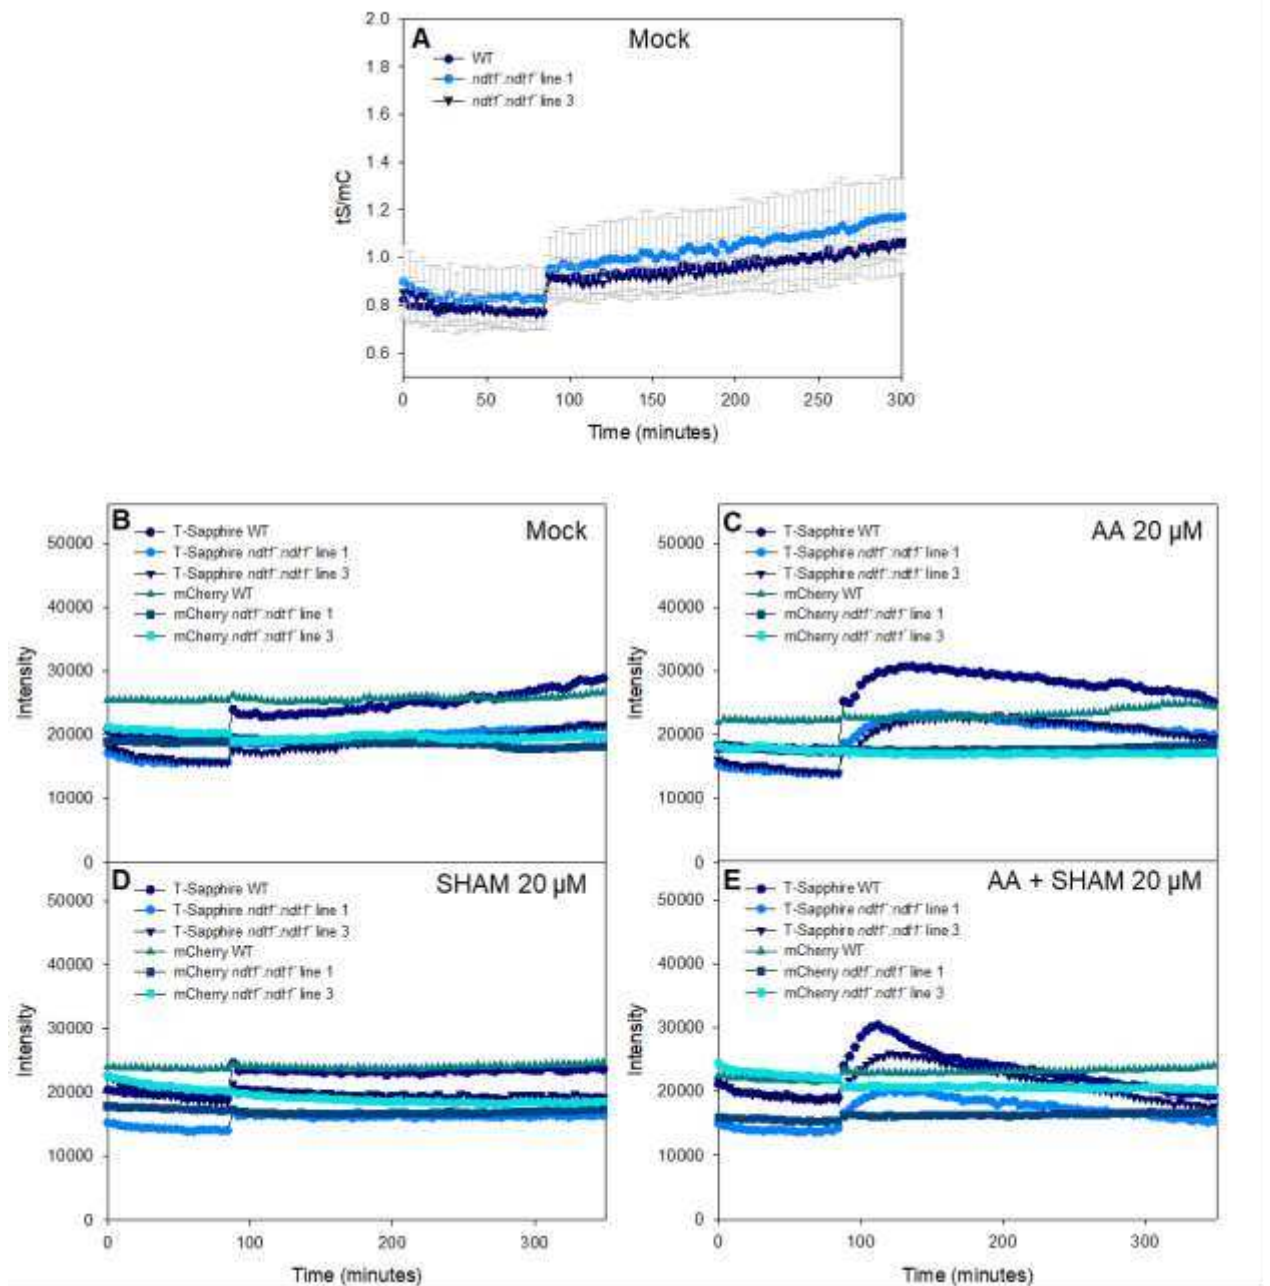 A
Mock
WT
ndt1⁻:ndt1⁻ line 1
ndt1⁻:ndt1⁻ line 3
tS/mC
2.0
1.8
1.6
1.4
1.2
1.0
0.8
0.6
0 50 100 150 200 250 300
Time (minutes)
B
Mock
T-Sapphire WT
T-Sapphire ndt1⁻:ndt1⁻ line 1
T-Sapphire ndt1⁻:ndt1⁻ line 3
mCherry WT
mCherry ndt1⁻:ndt1⁻ line 1
mCherry ndt1⁻:ndt1⁻ line 3
Intensity
50000
40000
30000
20000
10000
0
C
AA 20 µM
T-Sapphire WT
T-Sapphire ndt1⁻:ndt1⁻ line 1
T-Sapphire ndt1⁻:ndt1⁻ line 3
mCherry WT
mCherry ndt1⁻:ndt1⁻ line 1
mCherry ndt1⁻:ndt1⁻ line 3
Intensity
50000
40000
30000
20000
10000
0
D
SHAM 20 µM
T-Sapphire WT
T-Sapphire ndt1⁻:ndt1⁻ line 1
T-Sapphire ndt1⁻:ndt1⁻ line 3
mCherry WT
mCherry ndt1⁻:ndt1⁻ line 1
mCherry ndt1⁻:ndt1⁻ line 3
Intensity
50000
40000
30000
20000
10000
0
0 100 200 300
Time (minutes)
E
AA + SHAM 20 µM
T-Sapphire WT
T-Sapphire ndt1⁻:ndt1⁻ line 1
T-Sapphire ndt1⁻:ndt1⁻ line 3
mCherry WT
mCherry ndt1⁻:ndt1⁻ line 1
mCherry ndt1⁻:ndt1⁻ line 3
Intensity
50000
40000
30000
20000
10000
0
100 200 300
Time (minutes)